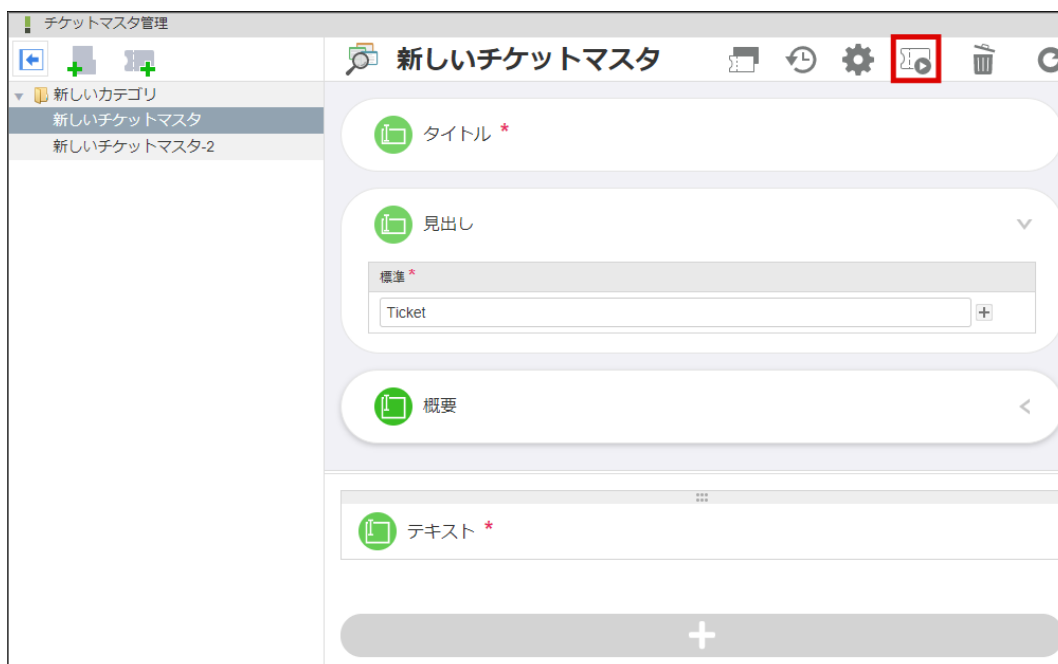 チケットマスタ管理
新しいチケットマスタ
新しいカテゴリ
新しいチケットマスタ
新しいチケットマスタ-2
タイトル *
見出し
標準 *
Ticket
概要
テキスト *